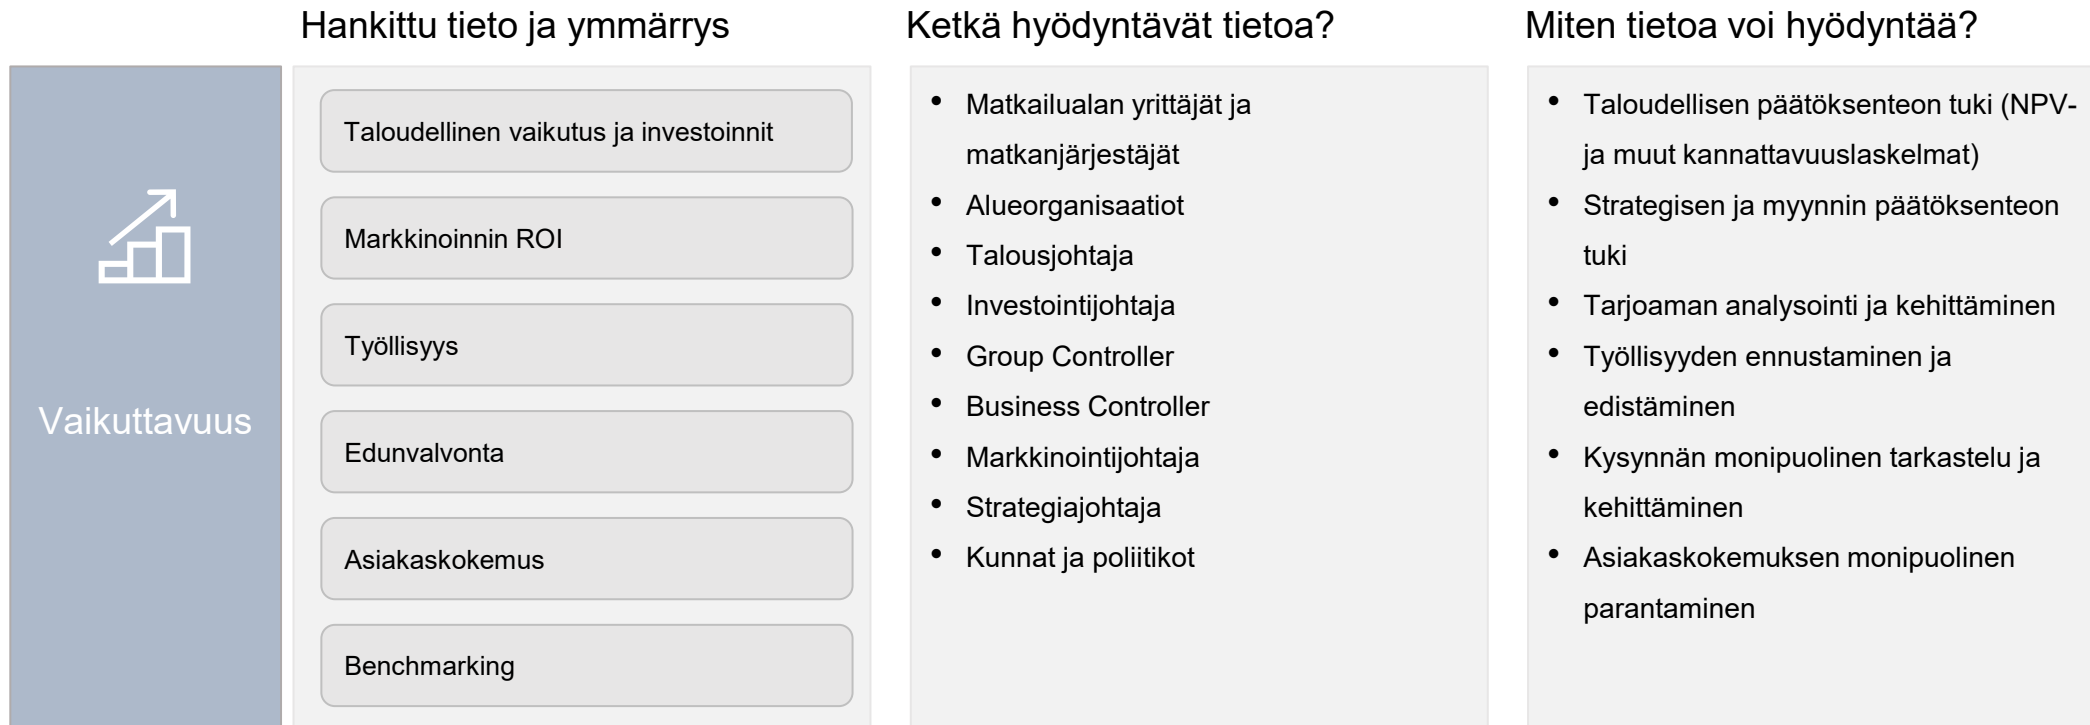 Hankittu tieto ja ymmärrys
Ketkä hyödyntävät tietoa?
Miten tietoa voi hyödyntää?
Vaikuttavuus
Taloudellinen vaikutus ja investoinnit
Markkinoinnin ROI
Työllisyys
Edunvalvonta
Asiakaskokemus
Benchmarking
• Matkailualan yrittäjät ja
matkanjärjestäjät
• Alueorganisaatiot
• Talousjohtaja
• Investointijohtaja
• Group Controller
• Business Controller
• Markkinointijohtaja
• Strategiajohtaja
• Kunnat ja poliitikot
• Taloudellisen päätöksenteon tuki (NPV-
ja muut kannattavuuslaskelmat)
• Strategisen ja myynnin päätöksenteon
tuki
• Tarjoaman analysointi ja kehittäminen
• Työllisyyden ennustaminen ja
edistäminen
• Kysynnän monipuolinen tarkastelu ja
kehittäminen
• Asiakaskokemuksen monipuolinen
parantaminen